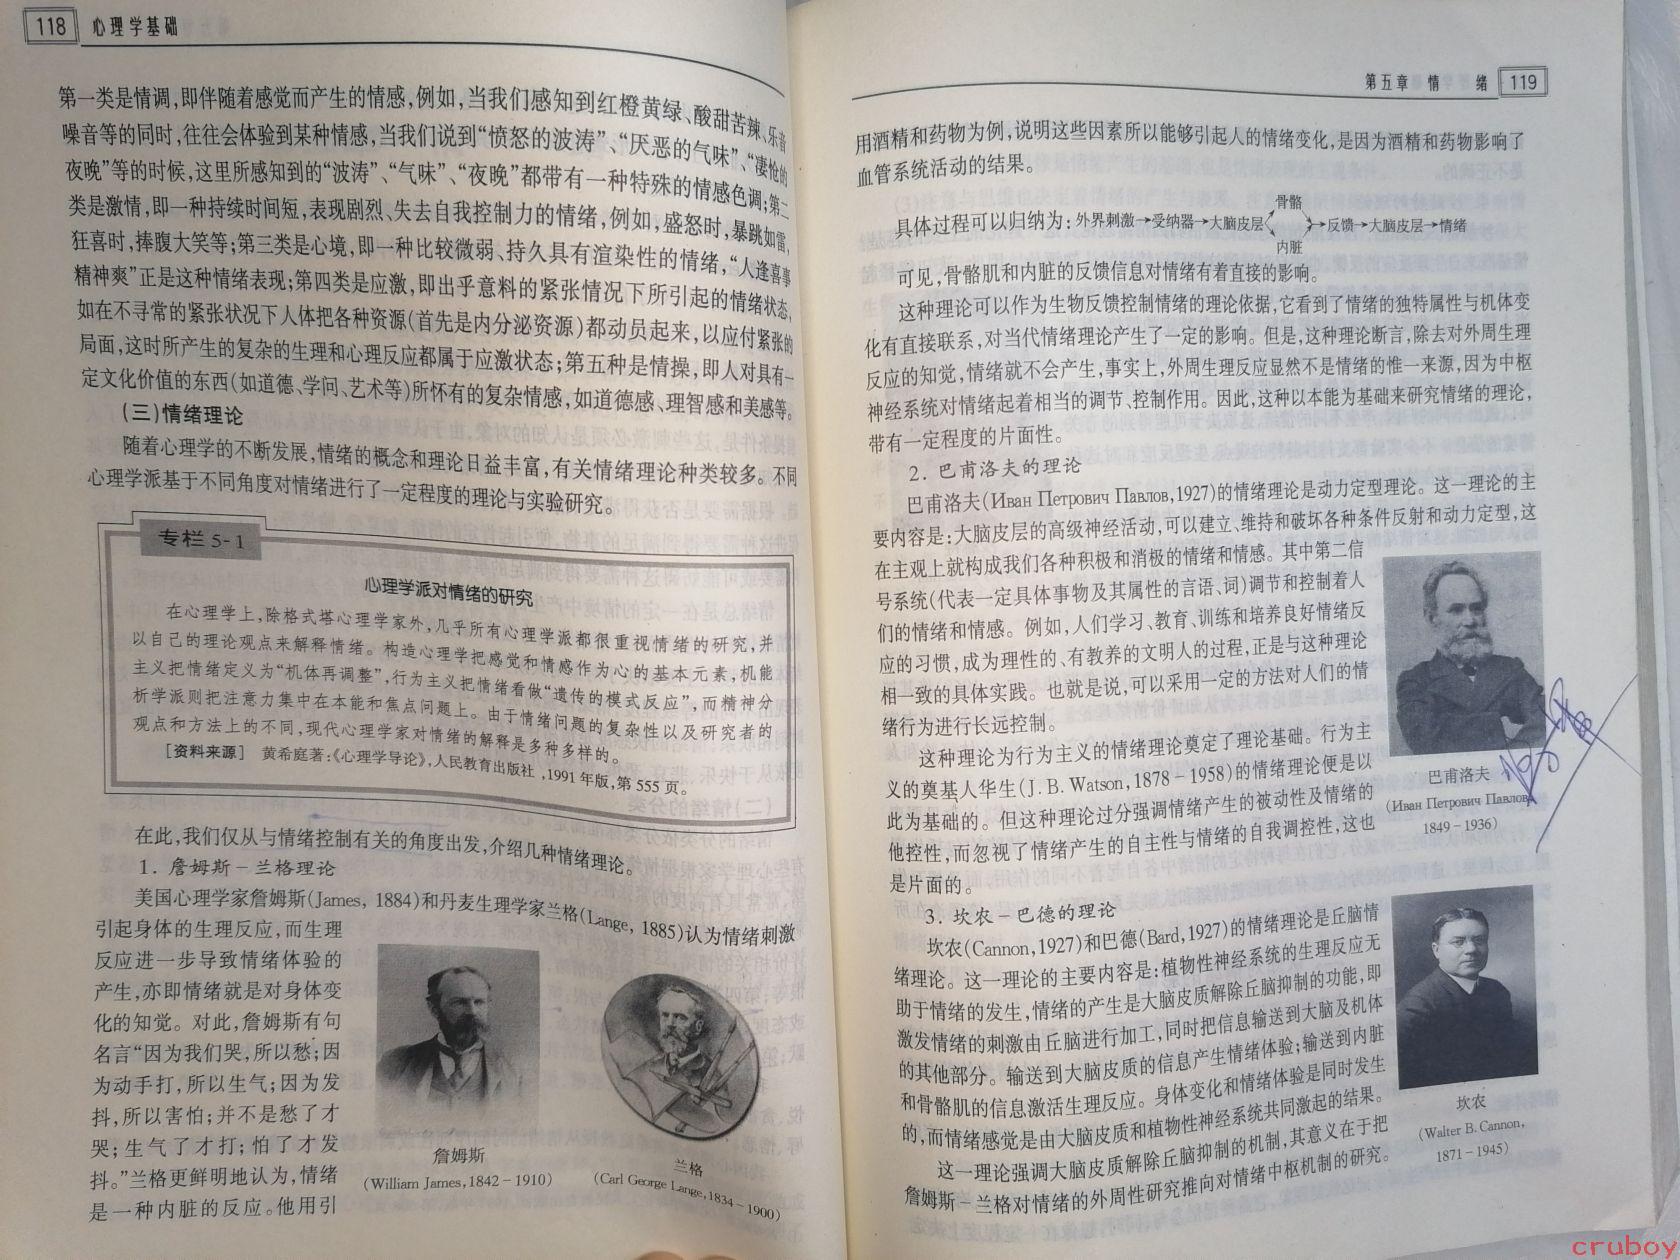 118 心理学基础
第一类是情调,即伴随着感觉而产生的情感,例如,当我们感知到红橙黄绿、酸甜苦辣、乐音
噪音等的同时,往往会体验到某种情感,当我们说到“愤怒的波涛”、“厌恶的气味”、“凄怆的
夜晚”等的时候,这里所感知到的“波涛”、“气味”、“夜晚”都带有一种特殊的情感色调;第二
类是激情,即一种持续时间短,表现剧烈、失去自我控制力的情绪,例如,盛怒时,暴跳如雷,
狂喜时,捧腹大笑等;第三类是心境,即一种比较微弱、持久具有渲染性的情绪,“人逢喜事
精神爽”正是这种情绪表现;第四类是应激,即出乎意料的紧张情况下所引起的情绪状态,
如在不寻常的紧张状况下人体把各种资源(首先是内分泌资源)都动员起来,以应付紧张的
局面,这时所产生的复杂的生理和心理反应都属于应激状态;第五种是情操,即人对具有一
定文化价值的东西(如道德、学问、艺术等)所怀有的复杂情感,如道德感、理智感和美感等。
(三)情绪理论
随着心理学的不断发展,情绪的概念和理论日益丰富,有关情绪理论种类较多。不同
心理学派基于不同角度对情绪进行了一定程度的理论与实验研究。
专栏 5-1
心理学派对情绪的研究
在心理学上,除格式塔心理学家外,几乎所有心理学派都很重视情绪的研究,并
以自己的理论观点来解释情绪。构造心理学把感觉和情感作为心的基本元素,机能
主义把情绪定义为“机体再调整”,行为主义把情绪看做“遗传的模式反应”,而精神分
析学派则把注意力集中在本能和焦点问题上。由于情绪问题的复杂性以及研究者的
观点和方法上的不同,现代心理学家对情绪的解释是多种多样的。
[资料来源] 黄希庭著:《心理学导论》,人民教育出版社,1991年版,第555页。
在此,我们仅从与情绪控制有关的角度出发,介绍几种情绪理论。
1. 詹姆斯-兰格理论
美国心理学家詹姆斯(James, 1884)和丹麦生理学家兰格(Lange, 1885)认为情绪刺激
引起身体的生理反应,而生理
反应进一步导致情绪体验的
产生,亦即情绪就是对身体变
化的知觉。对此,詹姆斯有句
名言“因为我们哭,所以愁;因
为动手打,所以生气;因为发
抖,所以害怕;并不是愁了才
哭;生气了才打;怕了才发
抖。”兰格更鲜明地认为,情绪
是一种内脏的反应。他用引
詹姆斯
(William James,1842-1910)
兰格
(Carl George Lange,1834-1900)
第五章 情 绪 119
用酒精和药物为例,说明这些因素所以能够引起人的情绪变化,是因为酒精和药物影响了
血管系统活动的结果。
具体过程可以归纳为:外界刺激→受纳器→大脑皮层 骨骼 内脏 →反馈→大脑皮层→情绪
可见,骨骼肌和内脏的反馈信息对情绪有着直接的影响。
这种理论可以作为生物反馈控制情绪的理论依据,它看到了情绪的独特属性与机体变
化有直接联系,对当代情绪理论产生了一定的影响。但是,这种理论断言,除去对外周生理
反应的知觉,情绪就不会产生,事实上,外周生理反应显然不是情绪的惟一来源,因为中枢
神经系统对情绪起着相当的调节、控制作用。因此,这种以本能为基础来研究情绪的理论,
带有一定程度的片面性。
2. 巴甫洛夫的理论
巴甫洛夫(Иван Петрович Павлов,1927)的情绪理论是动力定型理论。这一理论的主
要内容是:大脑皮层的高级神经活动,可以建立、维持和破坏各种条件反射和动力定型,这
在主观上就构成我们各种积极和消极的情绪和情感。其中第二信
号系统(代表一定具体事物及其属性的言语、词)调节和控制着人
们的情绪和情感。例如,人们学习、教育、训练和培养良好情绪反
应的习惯,成为理性的、有教养的文明人的过程,正是与这种理论
相一致的具体实践。也就是说,可以采用一定的方法对人们的情
绪行为进行长远控制。
这种理论为行为主义的情绪理论奠定了理论基础。行为主
义的奠基人华生(J. B. Watson, 1878-1958)的情绪理论便是以
此为基础的。但这种理论过分强调情绪产生的被动性及情绪的
他控性,而忽视了情绪产生的自主性与情绪的自我调控性,这也
是片面的。
巴甫洛夫
(Иван Петрович Павлов,
1849-1936)
3. 坎农-巴德的理论
坎农(Cannon,1927)和巴德(Bard,1927)的情绪理论是丘脑情
绪理论。这一理论的主要内容是:植物性神经系统的生理反应无
助于情绪的发生,情绪的产生是大脑皮质解除丘脑抑制的功能,即
激发情绪的刺激由丘脑进行加工,同时把信息输送到大脑及机体
的其他部分。输送到大脑皮质的信息产生情绪体验;输送到内脏
和骨骼肌的信息激活生理反应。身体变化和情绪体验是同时发生
的,而情绪感觉是由大脑皮质和植物性神经系统共同激起的结果。
这一理论强调大脑皮质解除丘脑抑制的机制,其意义在于把
詹姆斯-兰格对情绪的外周性研究推向对情绪中枢机制的研究。
坎农
(Walter B. Cannon,
1871-1945)
cruboy